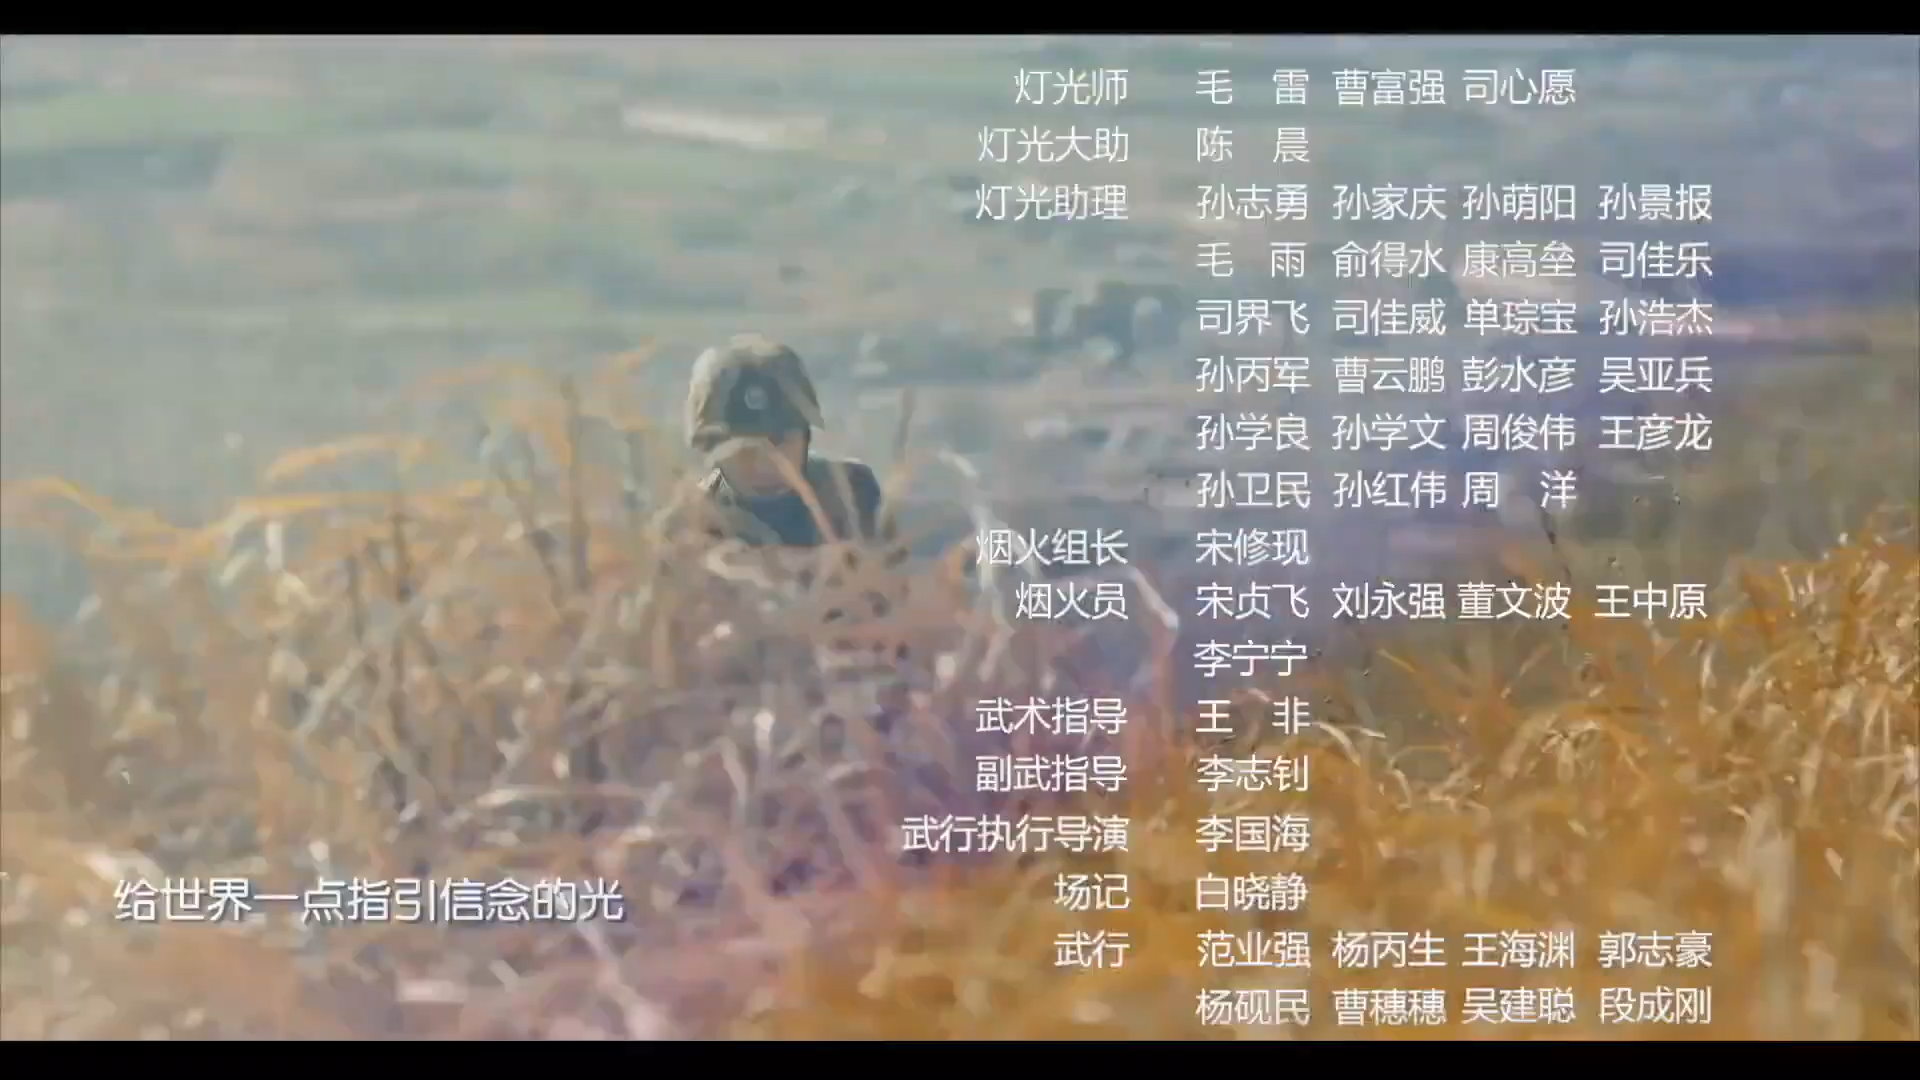 灯光师 毛 雷 曹富强 司心愿
灯光大助 陈 晨
灯光助理 孙志勇 孙家庆 孙萌阳 孙景报
毛 雨 俞得水 康高垒 司佳乐
司界飞 司佳威 单琮宝 孙浩杰
孙丙军 曹云鹏 彭水彦 吴亚兵
孙学良 孙学文 周俊伟 王彦龙
孙卫民 孙红伟 周 洋
烟火组长 宋修现
烟火员 宋贞飞 刘永强 董文波 王中原
李宁宁
武术指导 王 非
副武指导 李志钊
武行执行导演 李国海
场记 白晓静
武行 范业强 杨丙生 王海渊 郭志豪
杨砚民 曹穗穗 吴建聪 段成刚
给世界一点指引信念的光